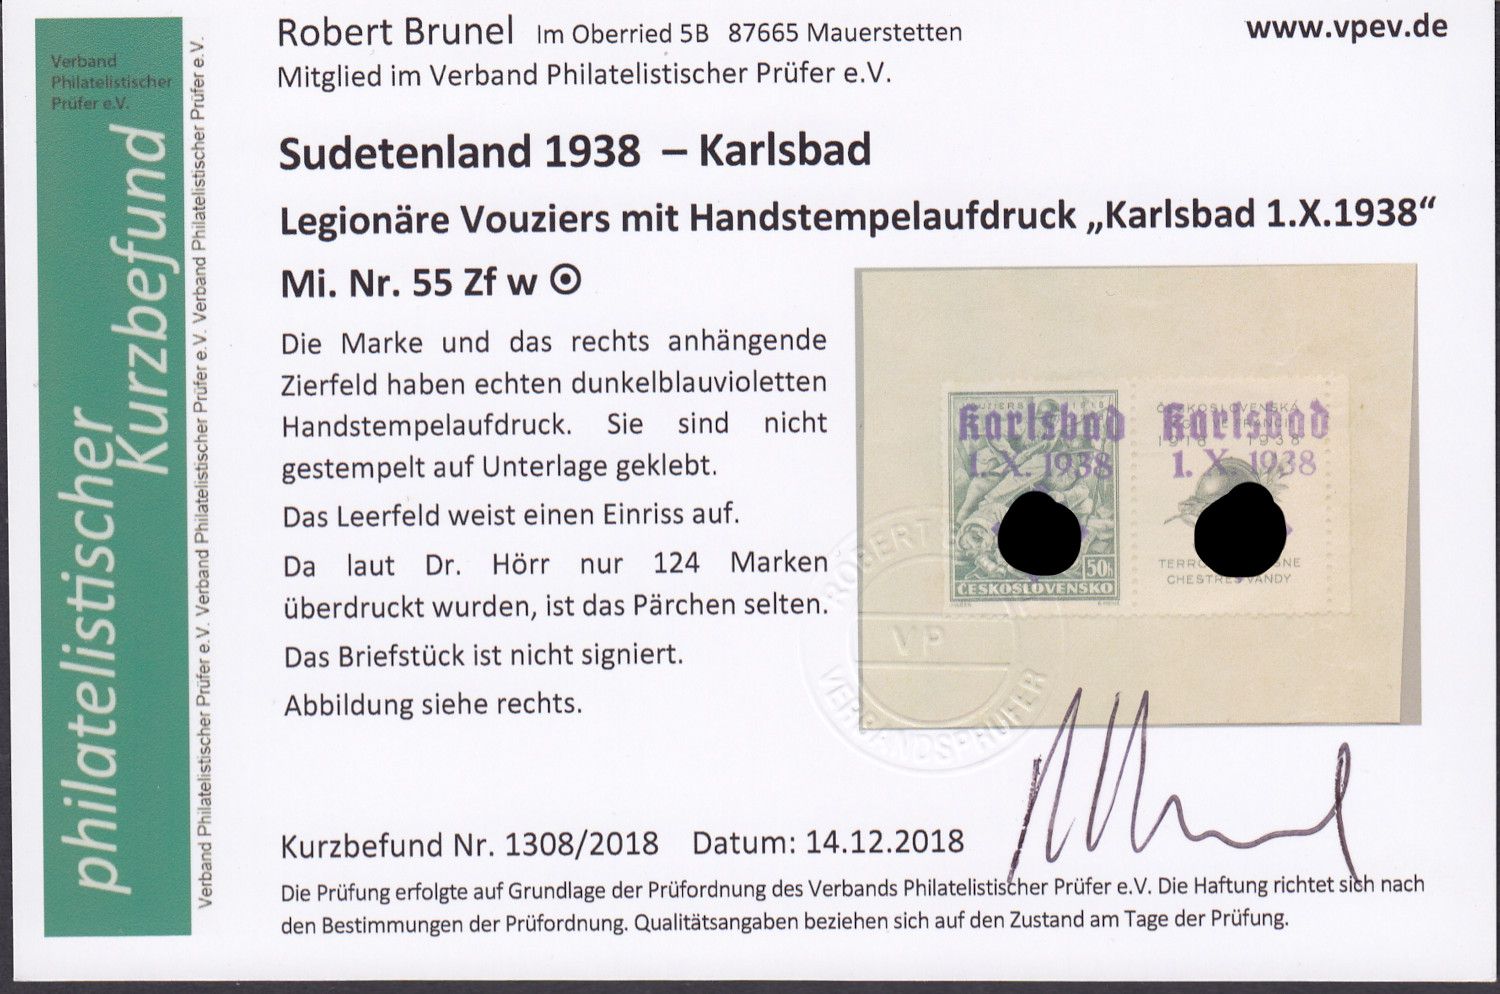 Verband
Philatelistischer
Prüfer e.V.
philatelistischer
Kurzbefund
Verband Philatelistischer Prüfer e.V. Verband Philatelistischer Prüfer e.V. Verband Philatelistischer Prüfer e.V. Verband Philatelistischer Prüfer e.V.
Robert Brunel Im Oberried 5B 87665 Mauerstetten
www.vpev.de
Mitglied im Verband Philatelistischer Prüfer e.V.
Sudetenland 1938 – Karlsbad
Legionäre Vouziers mit Handstempelaufdruck „Karlsbad 1.X.1938“
Mi. Nr. 55 Zf w ⊙
Die Marke und das rechts anhängende
Zierfeld haben echten dunkelblauvioletten
Handstempelaufdruck. Sie sind nicht
gestempelt auf Unterlage geklebt.
Das Leerfeld weist einen Einriss auf.
Da laut Dr. Hörr nur 124 Marken
überdruckt wurden, ist das Pärchen selten.
Das Briefstück ist nicht signiert.
Abbildung siehe rechts.
Karlsbad
1. X. 1938
50h
ČESKOSLOVENSKO
ČESKOSLOVENSKÁ
1918 1938
Karlsbad
1. X. 1938
CHESTRES VANDY
ROBERT
VP
VERBANDSPRÜFER
Kurzbefund Nr. 1308/2018 Datum: 14.12.2018
Die Prüfung erfolgte auf Grundlage der Prüfordnung des Verbands Philatelistischer Prüfer e.V. Die Haftung richtet sich nach
den Bestimmungen der Prüfordnung. Qualitätsangaben beziehen sich auf den Zustand am Tage der Prüfung.